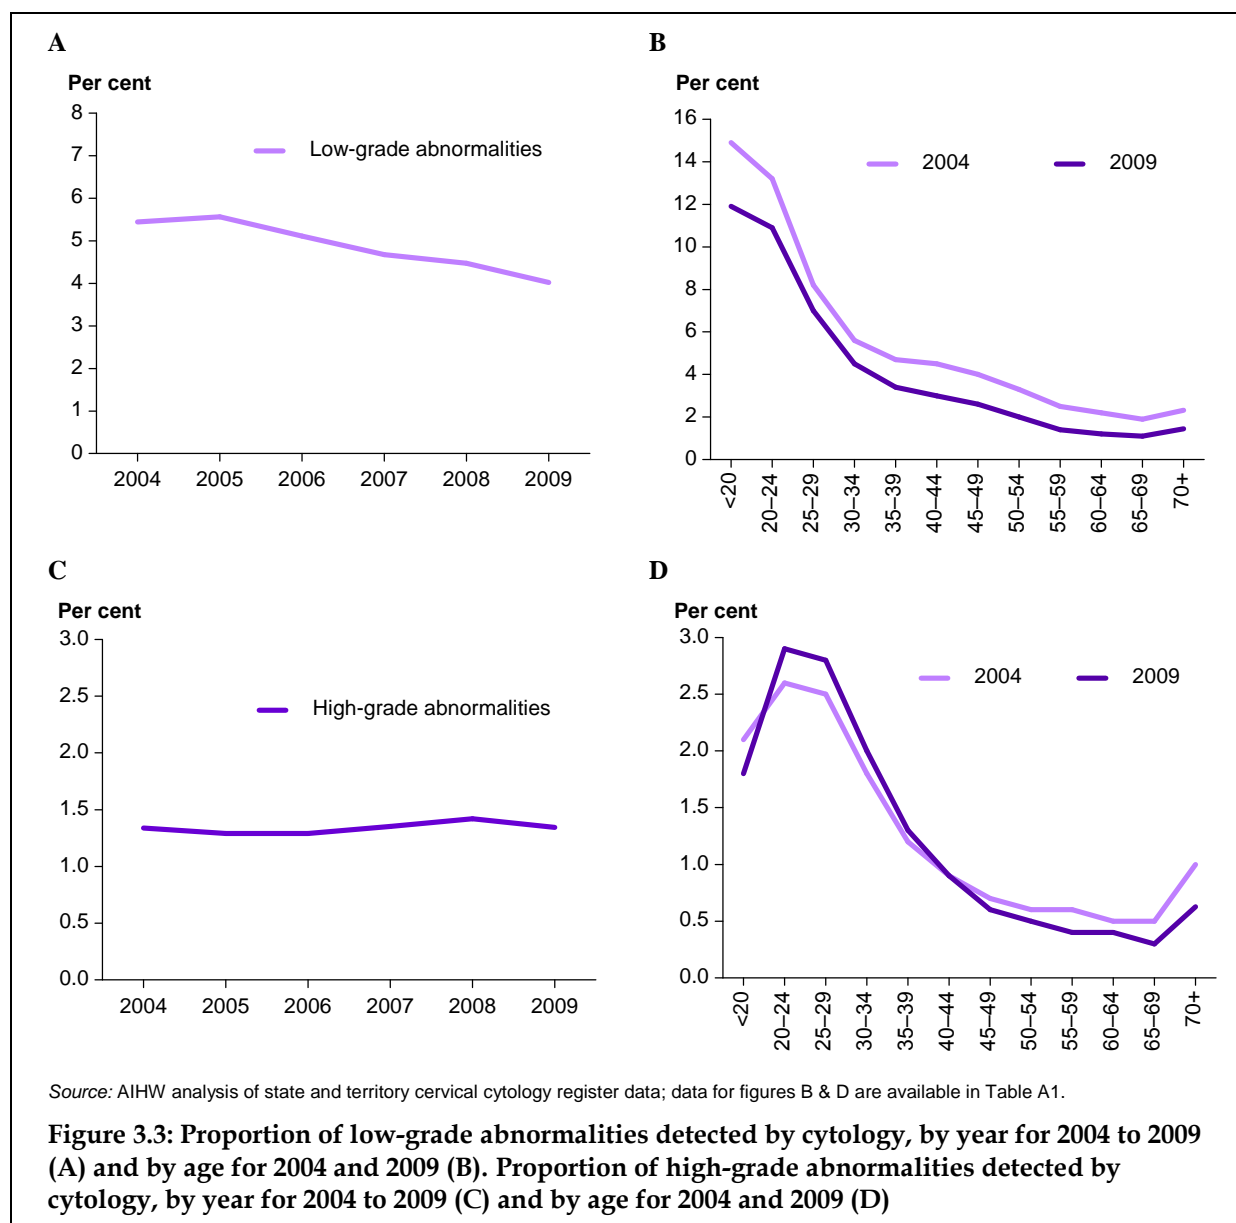 A
Per cent
8
7
6
5
4
3
2
1
0
Low-grade abnormalities
2004 2005 2006 2007 2008 2009
B
Per cent
16
14
12
10
8
6
4
2
0
2004 2009
<20 20–24 25–29 30–34 35–39 40–44 45–49 50–54 55–59 60–64 65–69 70+
C
Per cent
3.0
2.5
2.0
1.5
1.0
0.5
0.0
High-grade abnormalities
2004 2005 2006 2007 2008 2009
D
Per cent
3.0
2.5
2.0
1.5
1.0
0.5
0.0
2004 2009
<20 20–24 25–29 30–34 35–39 40–44 45–49 50–54 55–59 60–64 65–69 70+
Source: AIHW analysis of state and territory cervical cytology register data; data for figures B & D are available in Table A1.
Figure 3.3: Proportion of low-grade abnormalities detected by cytology, by year for 2004 to 2009
(A) and by age for 2004 and 2009 (B). Proportion of high-grade abnormalities detected by
cytology, by year for 2004 to 2009 (C) and by age for 2004 and 2009 (D)